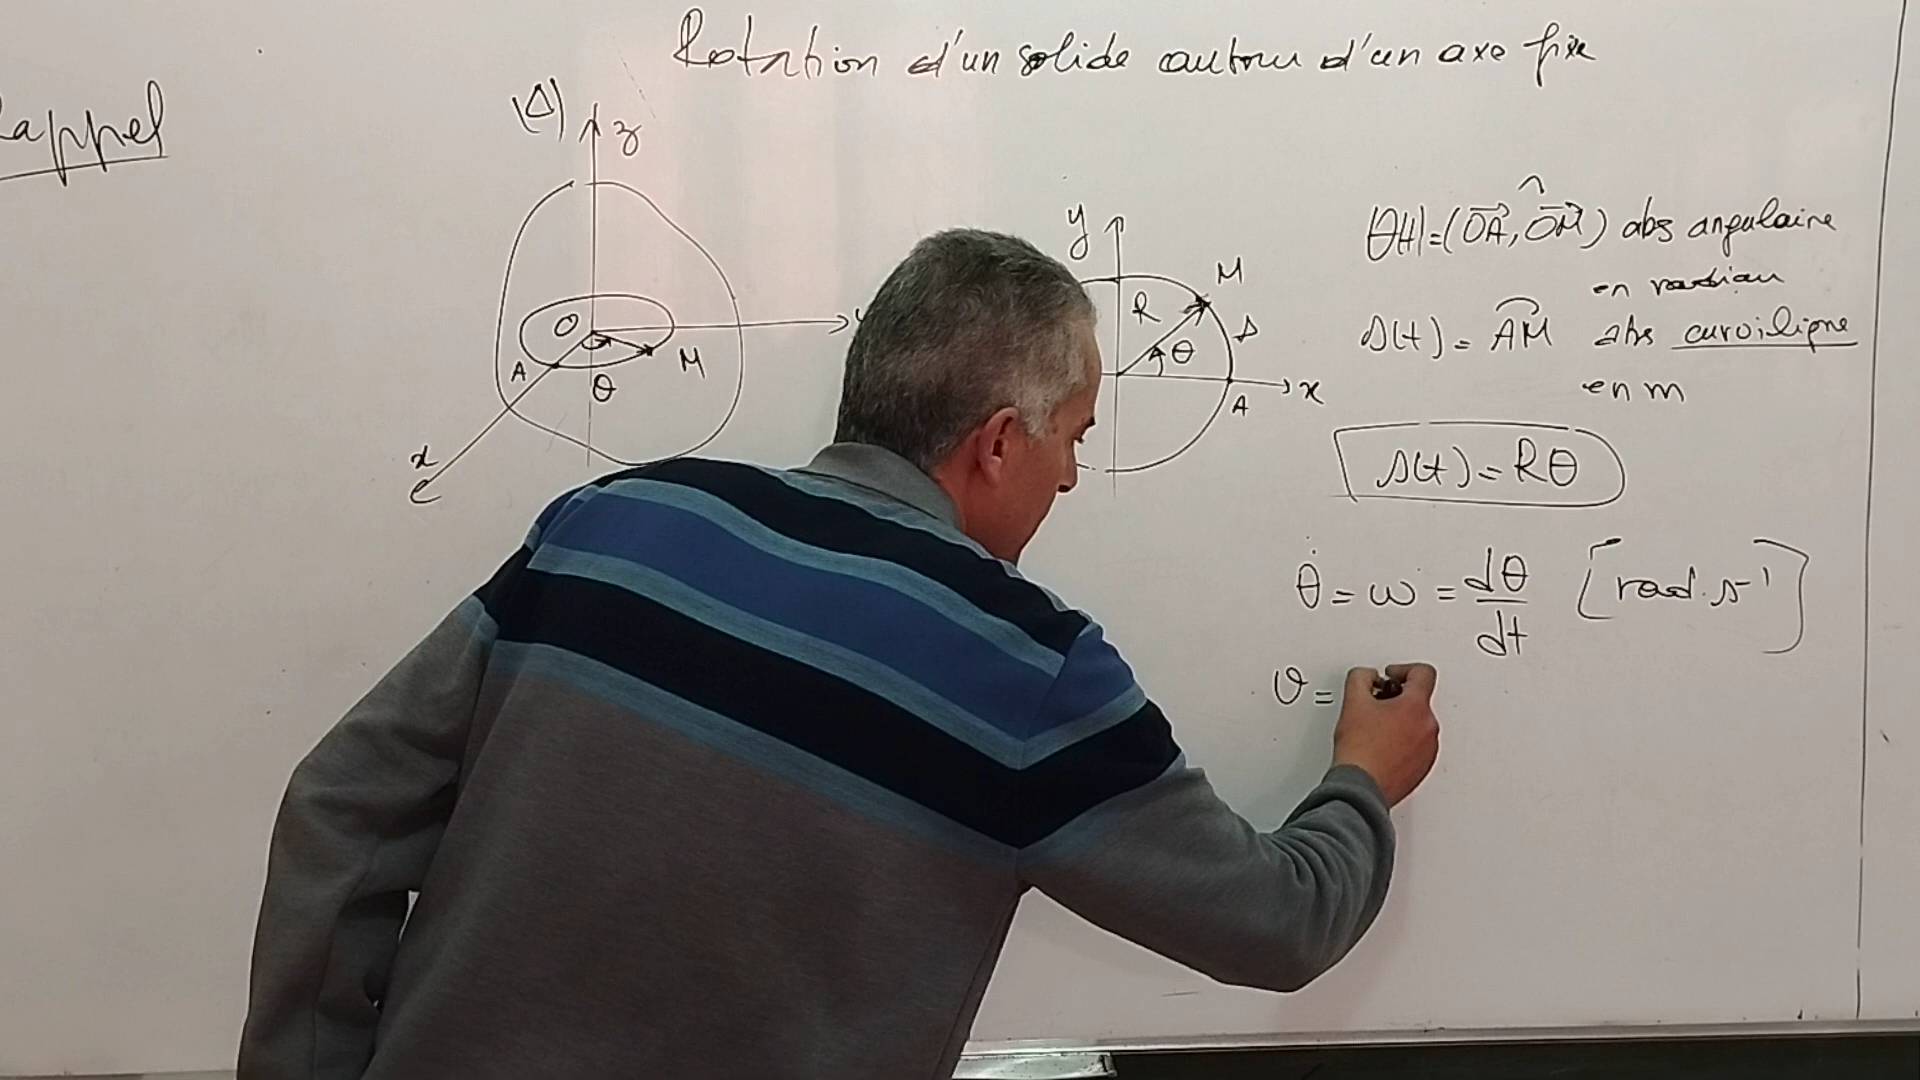 Rotation d'un solide autour d'un axe fixe
Rappel
(Δ)
z
O
A
M
θ
x
y
M
R
s
θ
x
A
θ(t)=(OA, OM) abs angulaire
en radian
s(t) = AM abs curviligne
en m
s(t) = Rθ
θ̇ = ω = dθ/dt [rad.s⁻¹]
v =